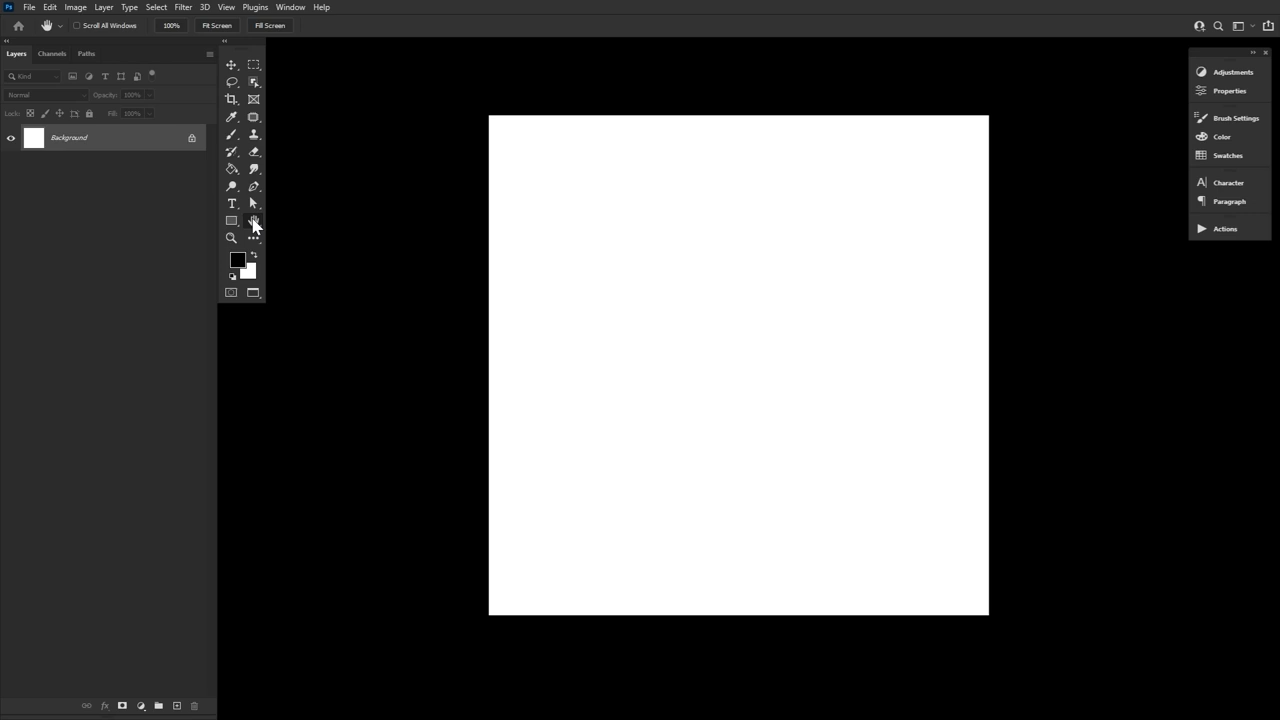 Ps File Edit Image Layer Type Select Filter 3D View Plugins Window Help
Scroll All Windows 100% Fit Screen Fill Screen
Layers Channels Paths
Kind
Normal Opacity: 100%
Lock: Fill: 100%
Background
fx
Adjustments
Properties
Brush Settings
Color
Swatches
Character
Paragraph
Actions